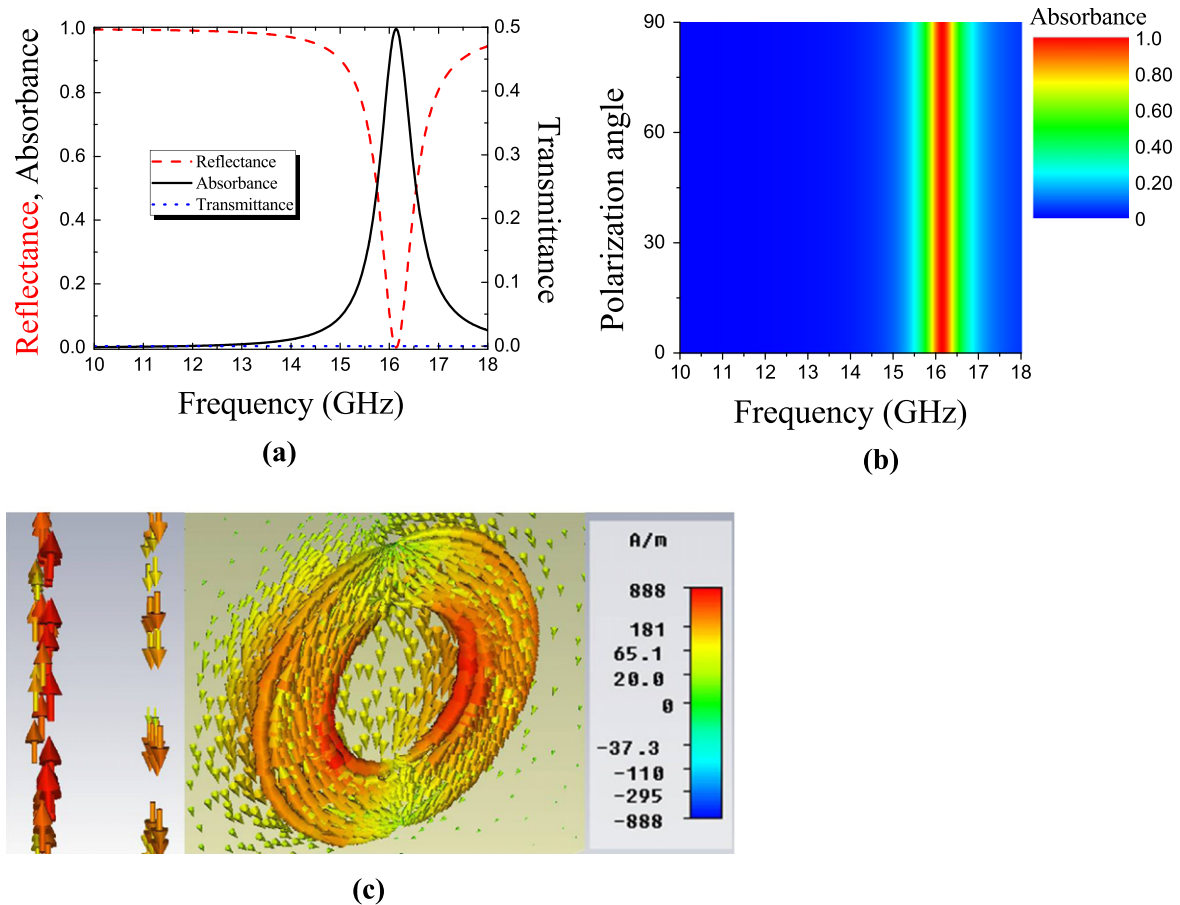 1.0
0.8
0.6
0.4
0.2
0.0
Reflectance, Absorbance
Reflectance
Absorbance
Transmittance
0.5
0.4
0.3
0.2
0.1
0.0
Transmittance
10 11 12 13 14 15 16 17 18
Frequency (GHz)
(a)
90
60
30
0
Polarization angle
10 11 12 13 14 15 16 17 18
Frequency (GHz)
Absorbance
1.0
0.80
0.60
0.40
0.20
0
(b)
A/m
888
181
65.1
20.0
0
-37.3
-110
-295
-888
(c)